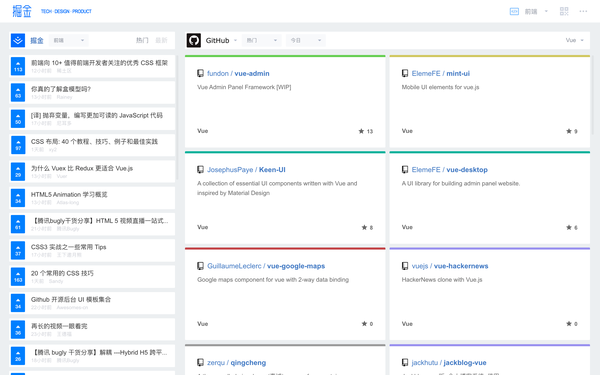 掘金 TECH · DESIGN · PRODUCT
前端
掘金 前端 热门 最新
前端向 10+ 值得前端开发者关注的优秀 CSS 框架
113
你真的了解盒模型吗?
63
[读] 抛弃变量，编写更加可读的 JavaScript 代码
50
CSS 布局: 40 个教程、技巧、例子和最佳实践
97
为什么 Vuex 比 Redux 更适合 Vue.js
29
HTML5 Animation 学习概览
34
【腾讯bugly干货分享】HTML 5 视频直播一站式...
61
CSS3 实战之一些常用 Tips
37
20 个常用的 CSS 技巧
163
Github 开源后台 UI 模板集合
34
再长的视频一眼看完
36
【腾讯 bugly 干货分享】解耦 —Hybrid H5 跨平...
26
GitHub 热门 今日 Vue
fundon / vue-admin
Vue Admin Panel Framework [WIP]
Vue 13
ElemeFE / mint-ui
Mobile UI elements for vue.js
Vue 9
JosephusPaye / Keen-UI
A collection of essential UI components written with Vue and
inspired by Material Design
Vue 8
ElemeFE / vue-desktop
A UI library for building admin panel website.
Vue 6
GuillaumeLeclerc / vue-google-maps
Google maps component for vue with 2-way data binding
Vue 0
vuejs / vue-hackernews
HackerNews clone with Vue.js
Vue 0
zerqu / qingcheng
jackhutu / jackblog-vue